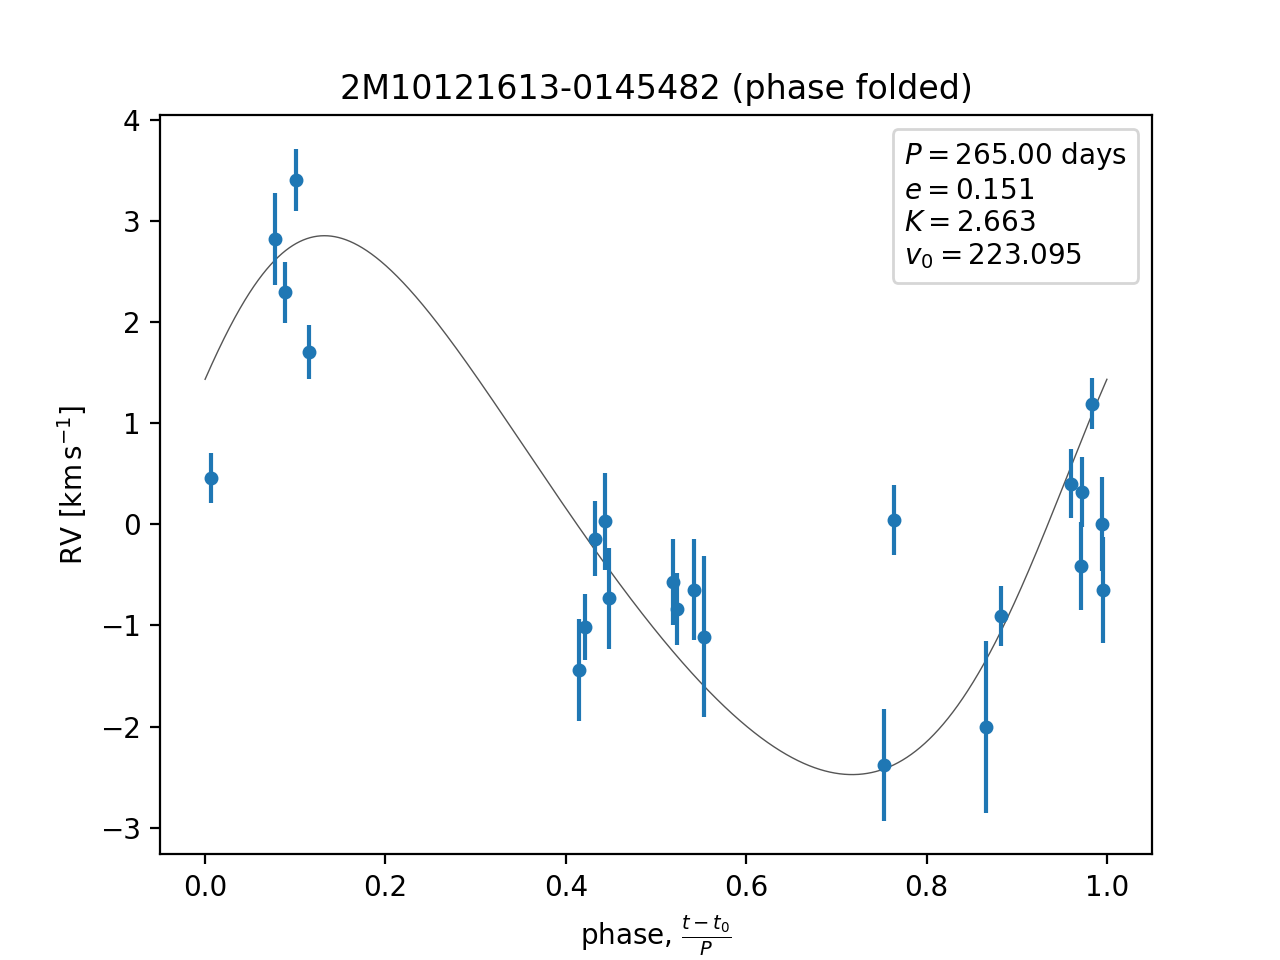 2M10121613-0145482 (phase folded)
P = 265.00 days
e = 0.151
K = 2.663
v₀ = 223.095
4
3
2
1
0
−1
−2
−3
RV [km s⁻¹]
0.0 0.2 0.4 0.6 0.8 1.0
phase, (t − t₀)/P